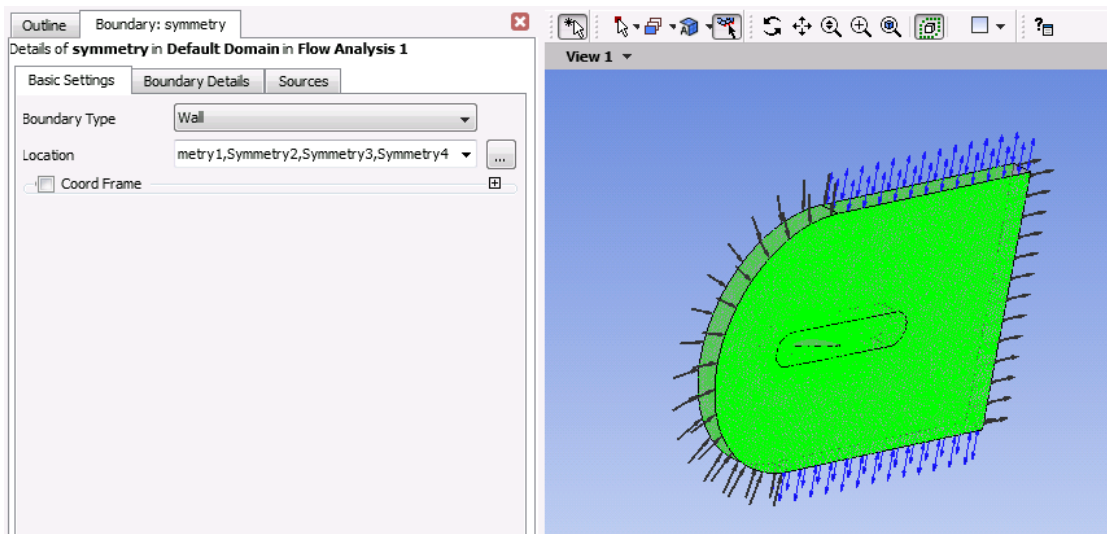 Outline
Boundary: symmetry
Details of symmetry in Default Domain in Flow Analysis 1
Basic Settings
Boundary Details
Sources
Boundary Type
Wall
Location
metry1,Symmetry2,Symmetry3,Symmetry4
...
Coord Frame
View 1